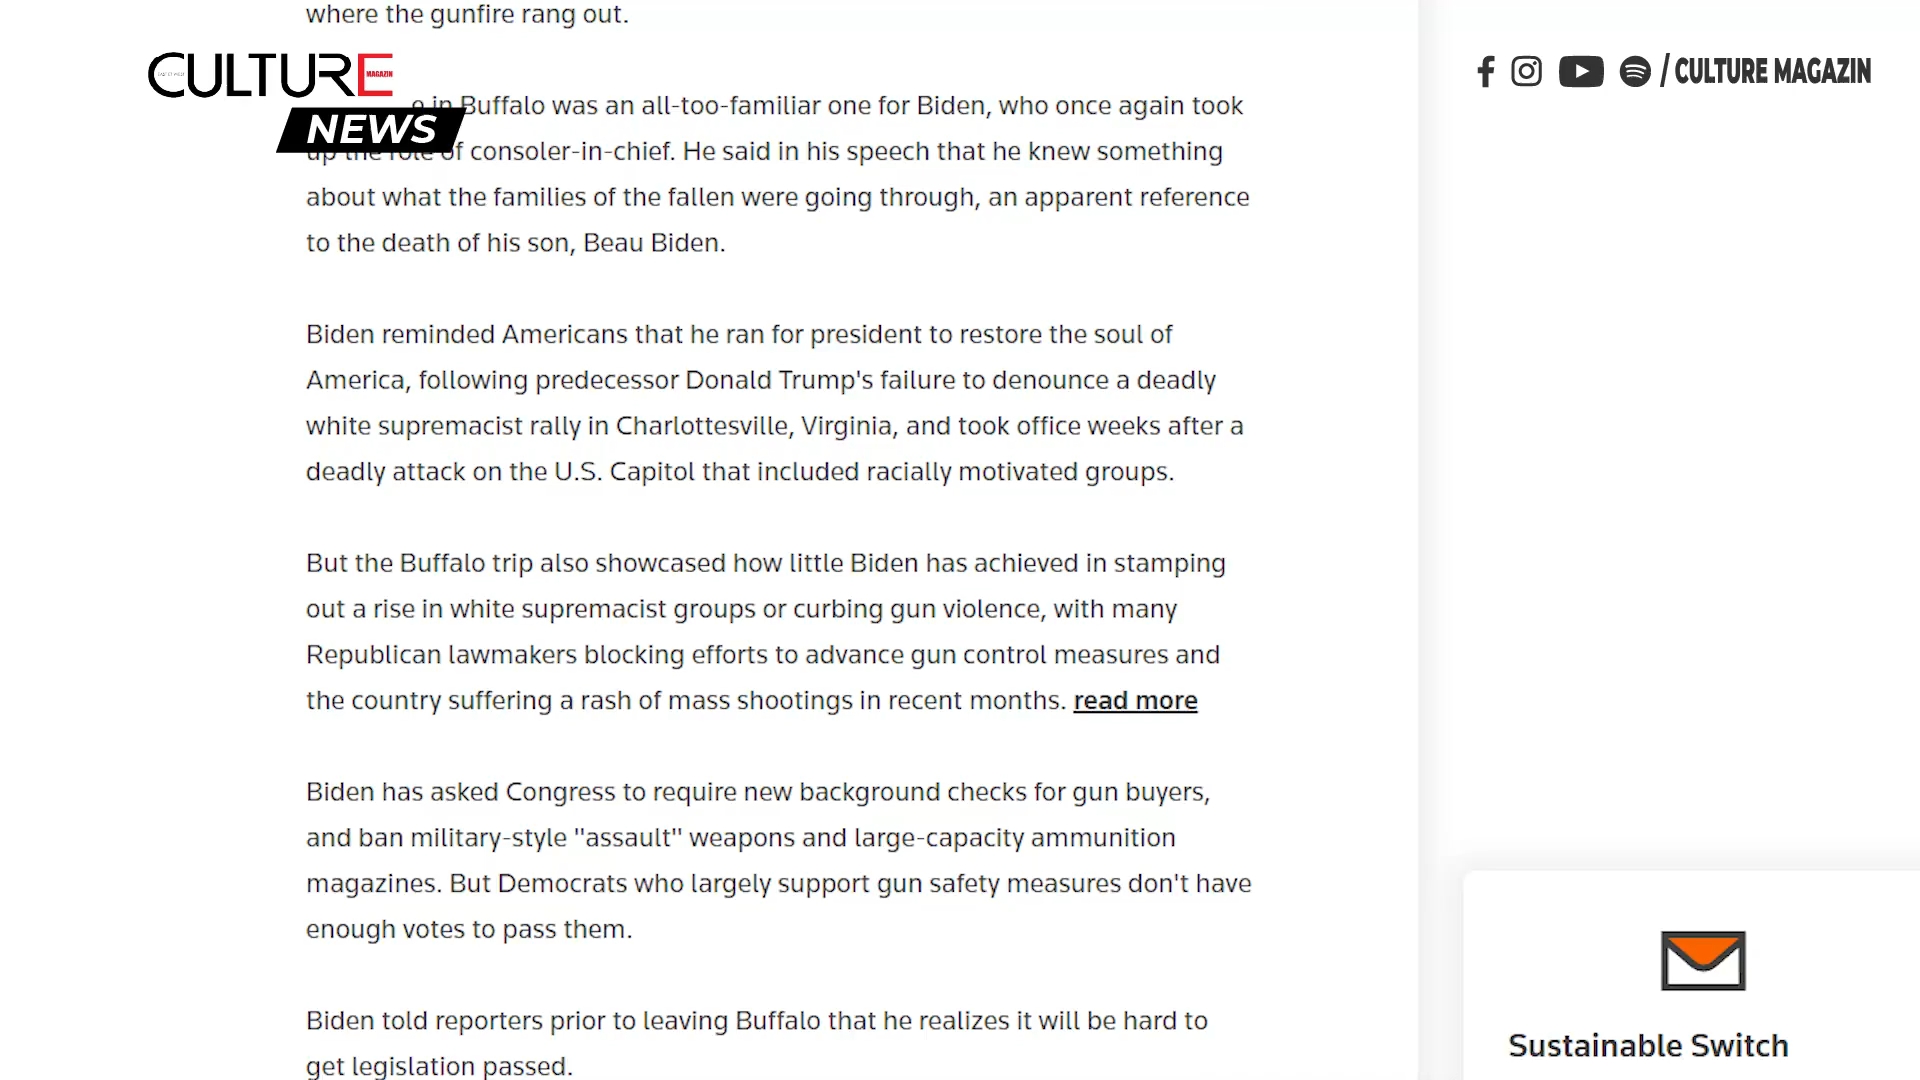 where the gunfire rang out.
CULTURE
MAGAZIN
NEWS
/ CULTURE MAGAZIN
e in Buffalo was an all-too-familiar one for Biden, who once again took
up the role of consoler-in-chief. He said in his speech that he knew something
about what the families of the fallen were going through, an apparent reference
to the death of his son, Beau Biden.
Biden reminded Americans that he ran for president to restore the soul of
America, following predecessor Donald Trump's failure to denounce a deadly
white supremacist rally in Charlottesville, Virginia, and took office weeks after a
deadly attack on the U.S. Capitol that included racially motivated groups.
But the Buffalo trip also showcased how little Biden has achieved in stamping
out a rise in white supremacist groups or curbing gun violence, with many
Republican lawmakers blocking efforts to advance gun control measures and
the country suffering a rash of mass shootings in recent months. read more
Biden has asked Congress to require new background checks for gun buyers,
and ban military-style "assault" weapons and large-capacity ammunition
magazines. But Democrats who largely support gun safety measures don't have
enough votes to pass them.
Biden told reporters prior to leaving Buffalo that he realizes it will be hard to
get legislation passed.
Sustainable Switch